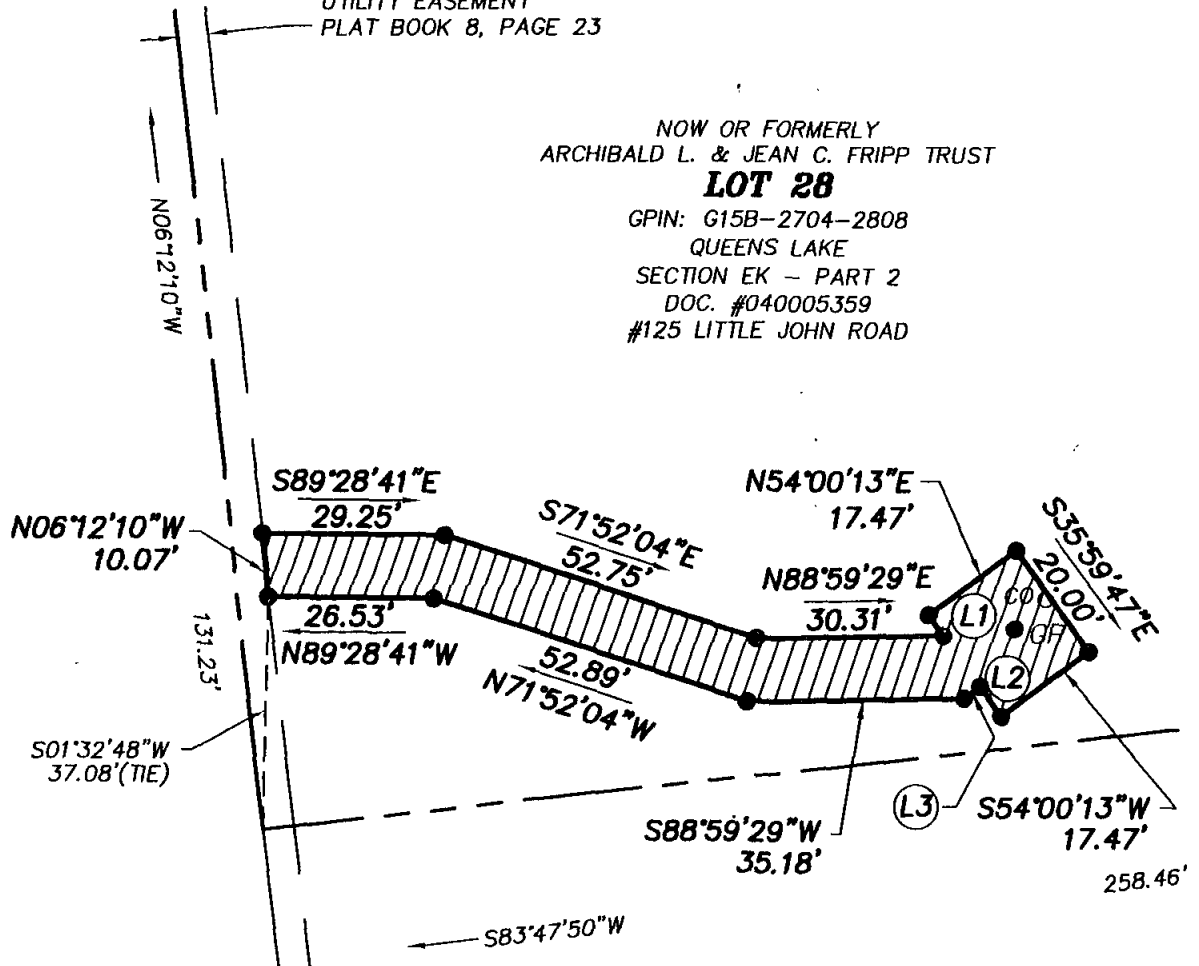 UTILITY EASEMENT
PLAT BOOK 8, PAGE 23
NOW OR FORMERLY
ARCHIBALD L. & JEAN C. FRIPP TRUST
LOT 28
GPIN: G15B-2704-2808
QUEENS LAKE
SECTION EK - PART 2
DOC. #040005359
#125 LITTLE JOHN ROAD
N06°12'10"W
S89°28'41"E
29.25'
N54°00'13"E
17.47'
S35°59'47"E
20.00'
N06°12'10"W
10.07'
S71°52'04"E
52.75'
N88°59'29"E
30.31'
L1
CO
GP
26.53'
N89°28'41"W
52.89'
N71°52'04"W
L2
131.23'
S01°32'48"W
37.08'(TIE)
L3
S88°59'29"W
35.18'
S54°00'13"W
17.47'
258.46'
S83°47'50"W